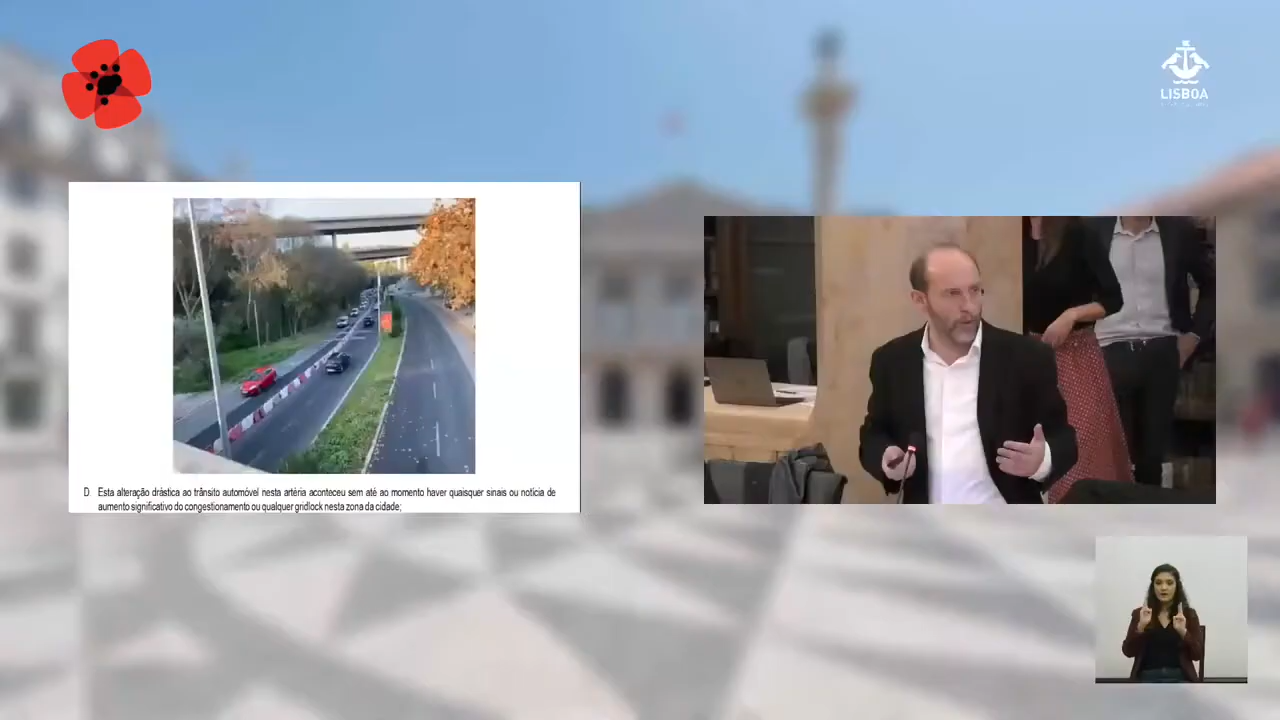 LISBOA
D Esta alteração drástica ao trânsito automóvel nesta artéria aconteceu sem até ao momento haver quaisquer sinais ou notícia de
aumento significativo do congestionamento ou qualquer gridlock nesta zona da cidade;